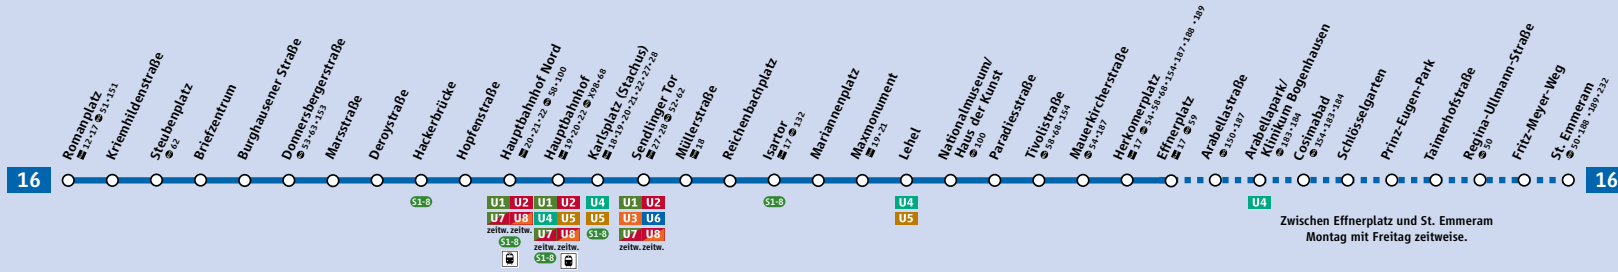 16
Romanplatz
12·17 51·151
Kriemhildenstraße
Steubenplatz
62
Briefzentrum
Burghausener Straße
Donnersbergerstraße
53·63·153
Marsstraße
Deroystraße
Hackerbrücke
Hopfenstraße
Hauptbahnhof Nord
20·21·22 58·100
Hauptbahnhof
19·20·22 X98·68
Karlsplatz (Stachus)
18·19·20·21·22·27·28
Sendlinger Tor
27·28 52·62
Müllerstraße
18
Reichenbachplatz
Isartor
17 132
Mariannenplatz
Maxmonument
19·21
Lehel
Nationalmuseum/
Haus der Kunst
100
Paradiesstraße
Tivolistraße
58·68·154
Mauerkircherstraße
54·187
Herkomerplatz
17 54·58·68·154·187·188·189
Effnerplatz
17 59
Arabellastraße
150·187
Arabellapark/
Klinikum Bogenhausen
183·184
Cosimabad
154·183·184
Schlösselgarten
Prinz-Eugen-Park
Taimerhofstraße
Regina-Ullmann-Straße
50
Fritz-Meyer-Weg
St. Emmeram
50·188·189·232
16
S1-8
U1 U2
U7 U8
zeitw. zeitw.
S1-8
U1 U2
U4 U5
U7 U8
zeitw. zeitw.
S1-8
U4
U5
S1-8
U1 U2
U3 U6
U7 U8
zeitw. zeitw.
S1-8
U4
U5
U4
Zwischen Effnerplatz und St. Emmeram
Montag mit Freitag zeitweise.